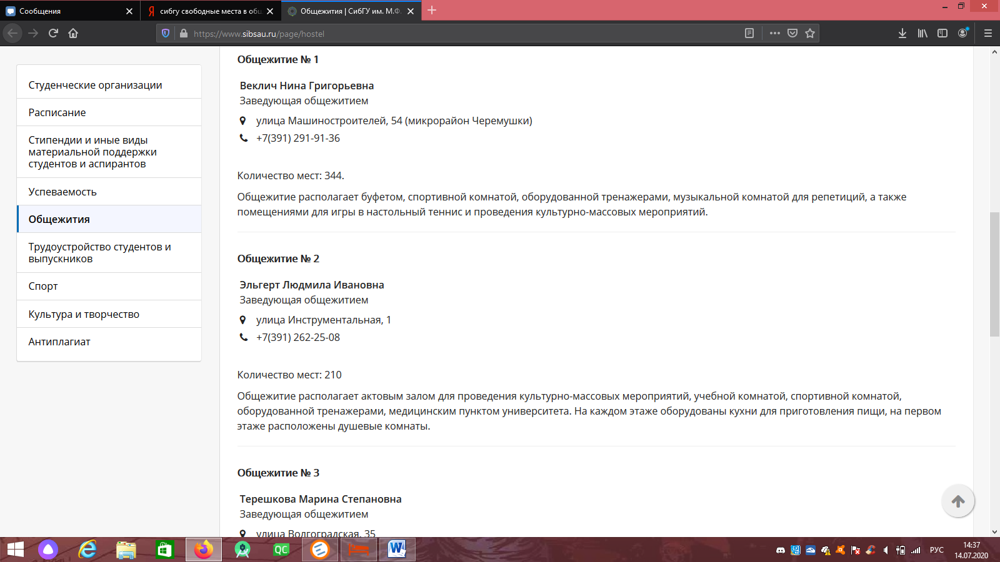 Сообщения
сибгу свободные места в общ
Общежития | СибГУ им. М.Ф.
https://www.sibsau.ru/page/hostel
Студенческие организации
Расписание
Стипендии и иные виды
материальной поддержки
студентов и аспирантов
Успеваемость
Общежития
Трудоустройство студентов и
выпускников
Спорт
Культура и творчество
Антиплагиат
Общежитие № 1
Веклич Нина Григорьевна
Заведующая общежитием
улица Машиностроителей, 54 (микрорайон Черемушки)
+7(391) 291-91-36
Количество мест: 344.
Общежитие располагает буфетом, спортивной комнатой, оборудованной тренажерами, музыкальной комнатой для репетиций, а также
помещениями для игры в настольный теннис и проведения культурно-массовых мероприятий.
Общежитие № 2
Эльгерт Людмила Ивановна
Заведующая общежитием
улица Инструментальная, 1
+7(391) 262-25-08
Количество мест: 210
Общежитие располагает актовым залом для проведения культурно-массовых мероприятий, учебной комнатой, спортивной комнатой,
оборудованной тренажерами, медицинским пунктом университета. На каждом этаже оборудованы кухни для приготовления пищи, на первом
этаже расположены душевые комнаты.
Общежитие № 3
Терешкова Марина Степановна
Заведующая общежитием
улица Волгоградская, 35
QC
РУС
14:37
14.07.2020